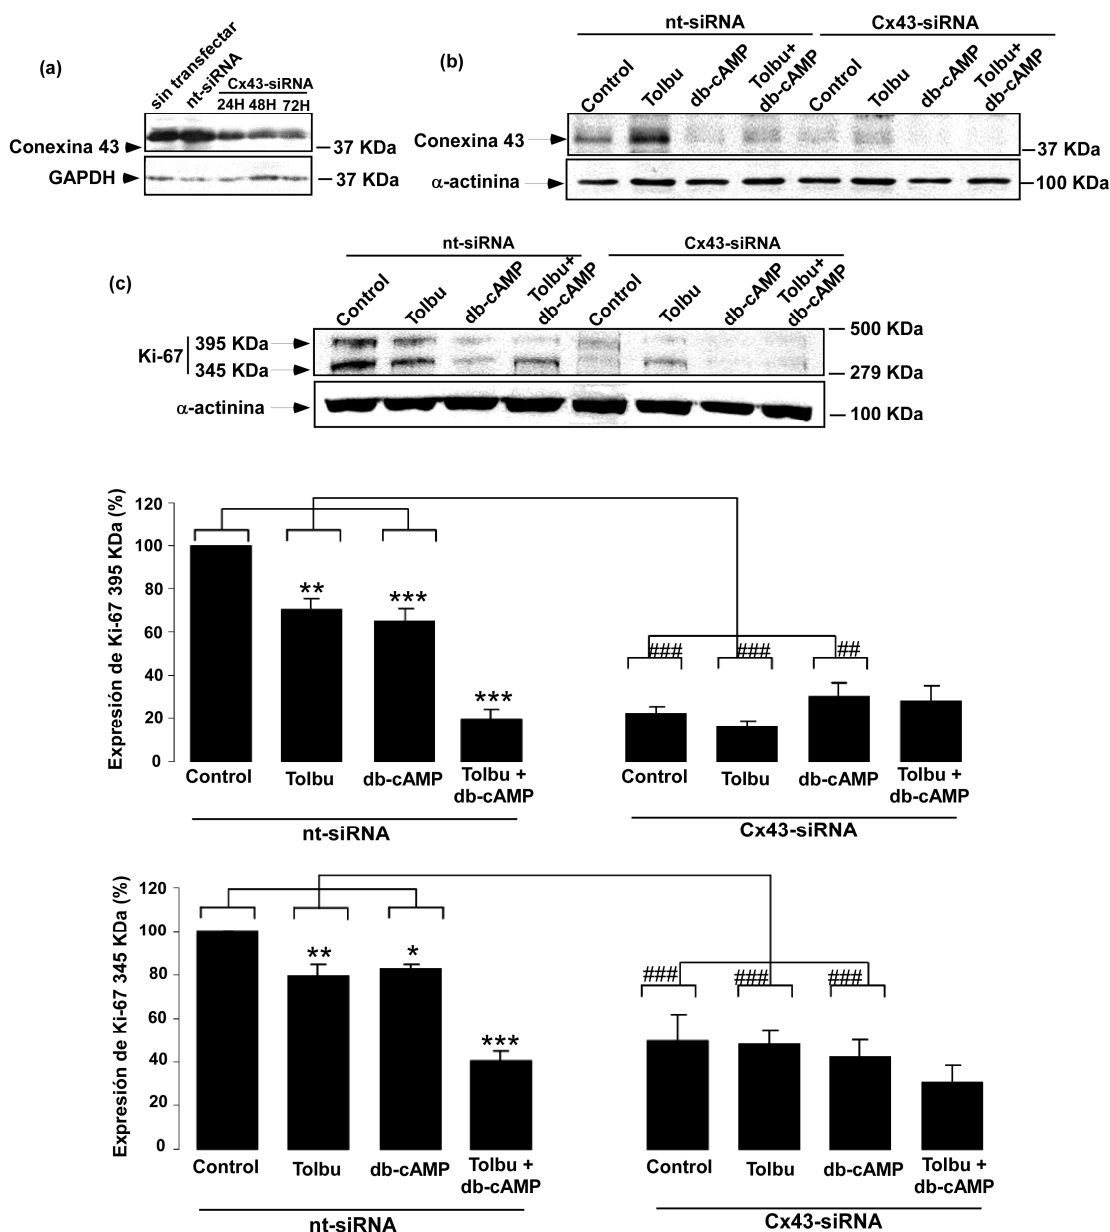 (a)
sin transfectar
nt-siRNA
Cx43-siRNA
24H 48H 72H
Conexina 43
37 KDa
GAPDH
37 KDa
(b)
nt-siRNA
Cx43-siRNA
Control
Tolbu
db-cAMP
Tolbu+
db-cAMP
Control
Tolbu
db-cAMP
Tolbu+
db-cAMP
Conexina 43
37 KDa
α-actinina
100 KDa
(c)
nt-siRNA
Cx43-siRNA
Control
Tolbu
db-cAMP
Tolbu+
db-cAMP
Control
Tolbu
db-cAMP
Tolbu+
db-cAMP
Ki-67
395 KDa
345 KDa
500 KDa
279 KDa
α-actinina
100 KDa
Expresión de Ki-67 395 KDa (%)
120
100
80
60
40
20
0
**
***
***
###
###
##
Control
Tolbu
db-cAMP
Tolbu +
db-cAMP
Control
Tolbu
db-cAMP
Tolbu +
db-cAMP
nt-siRNA
Cx43-siRNA
Expresión de Ki-67 345 KDa (%)
120
100
80
60
40
20
0
**
*
***
###
###
###
Control
Tolbu
db-cAMP
Tolbu +
db-cAMP
Control
Tolbu
db-cAMP
Tolbu +
db-cAMP
nt-siRNA
Cx43-siRNA